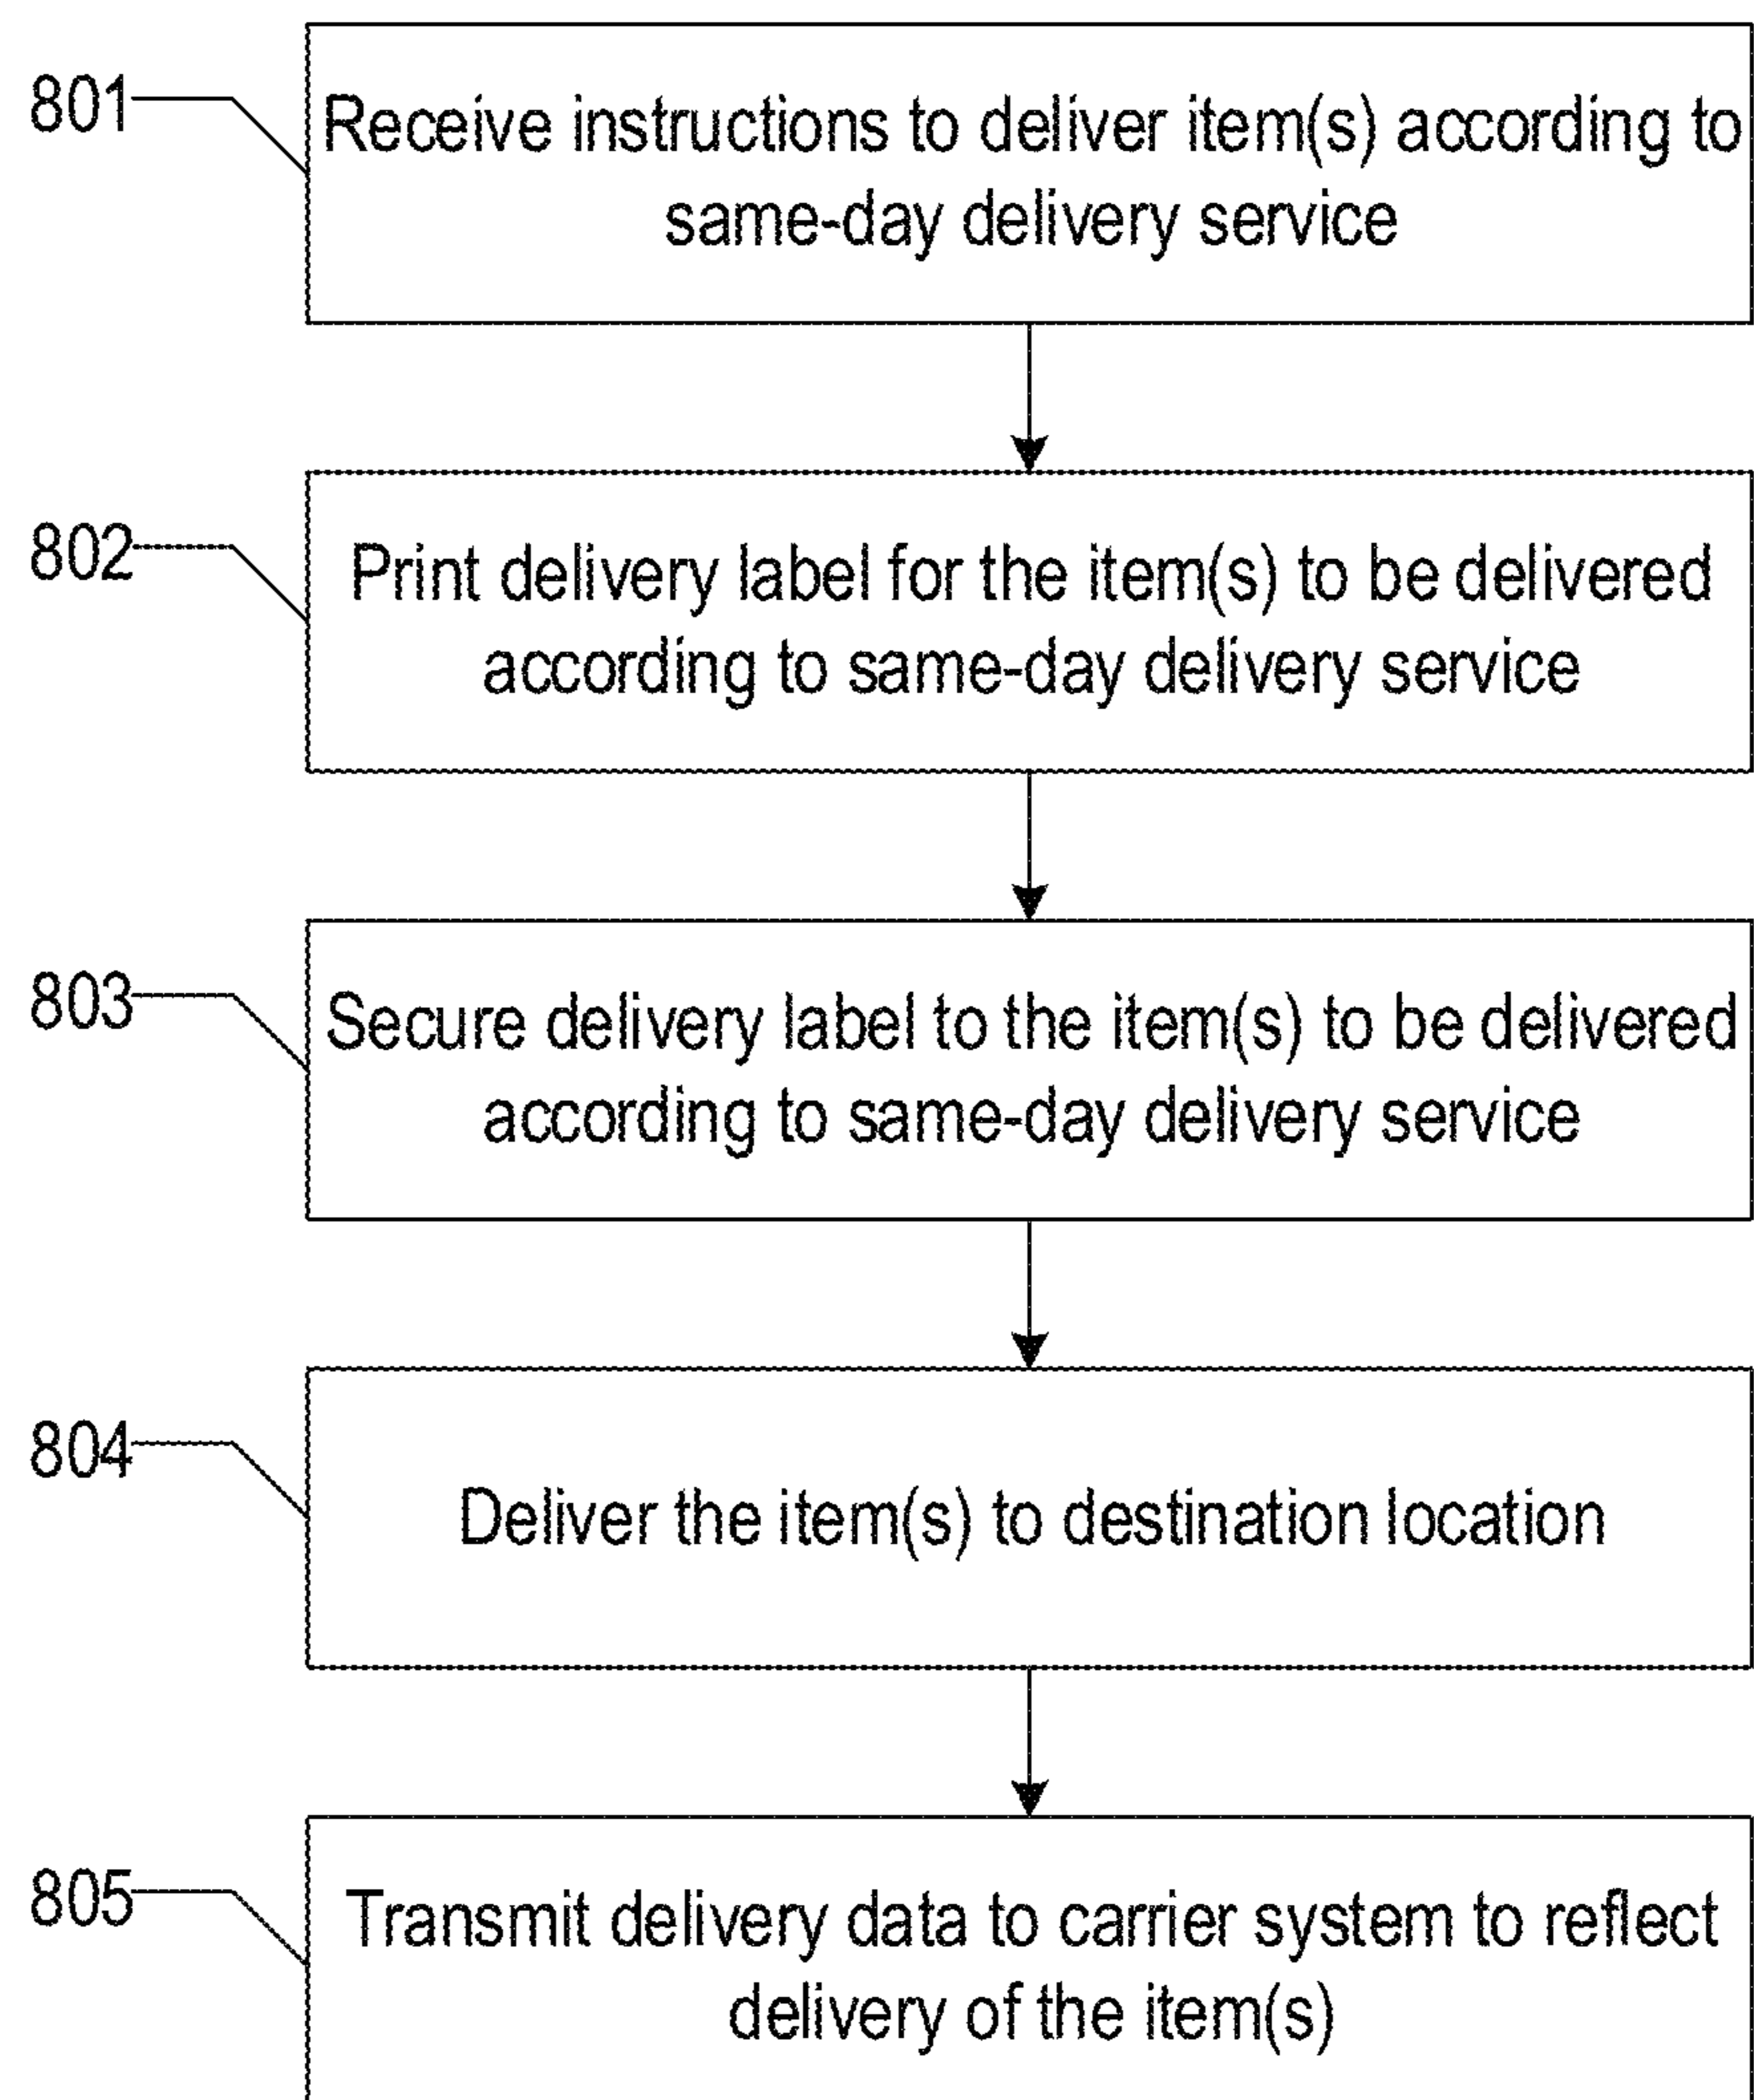 801
Receive instructions to deliver item(s) according to
same-day delivery service
802
Print delivery label for the item(s) to be delivered
according to same-day delivery service
803
Secure delivery label to the item(s) to be delivered
according to same-day delivery service
804
Deliver the item(s) to destination location
805
Transmit delivery data to carrier system to reflect
delivery of the item(s)